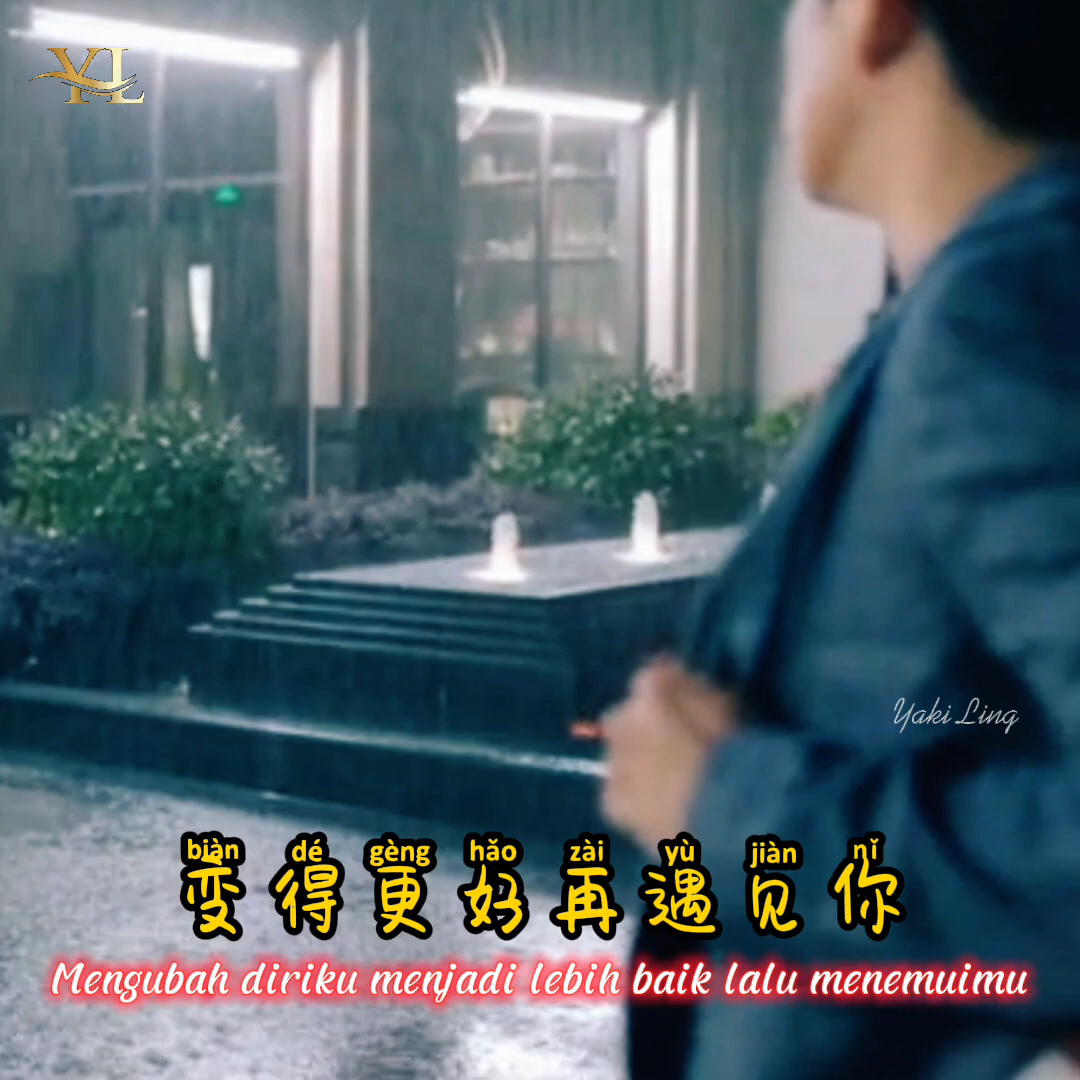 YL
Yaki Ling
biàn dé gèng hǎo zài yù jiàn nǐ
变得更好再遇见你
Mengubah diriku menjadi lebih baik lalu menemuimu